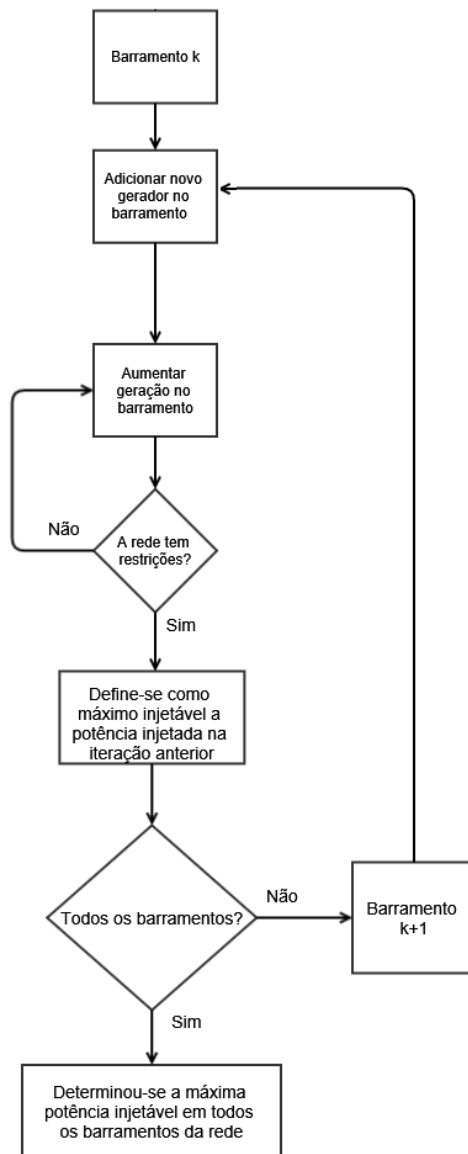 Barramento k
Adicionar novo
gerador no
barramento
Aumentar
geração no
barramento
Não
A rede tem
restrições?
Sim
Define-se como
máximo injetável a
potência injetada na
iteração anterior
Todos os barramentos?
Não
Barramento
k+1
Sim
Determinou-se a máxima
potência injetável em todos
os barramentos da rede